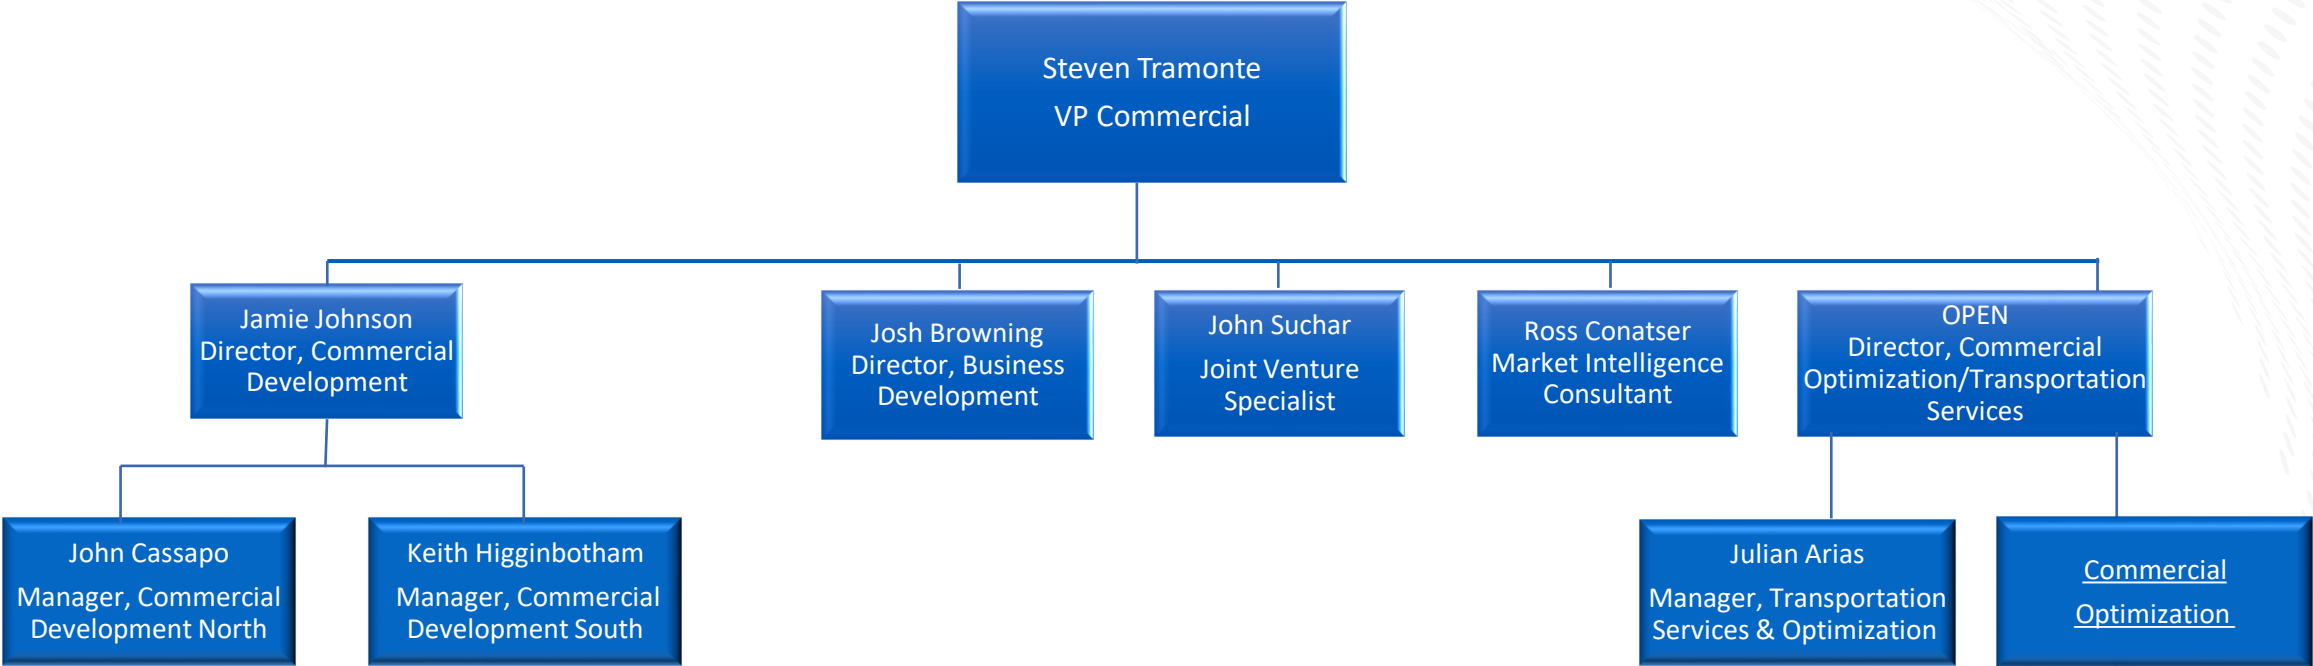 Steven Tramonte
VP Commercial
Jamie Johnson
Director, Commercial
Development
Josh Browning
Director, Business
Development
John Suchar
Joint Venture
Specialist
Ross Conatser
Market Intelligence
Consultant
OPEN
Director, Commercial
Optimization/Transportation
Services
John Cassapo
Manager, Commercial
Development North
Keith Higginbotham
Manager, Commercial
Development South
Julian Arias
Manager, Transportation
Services & Optimization
Commercial
Optimization